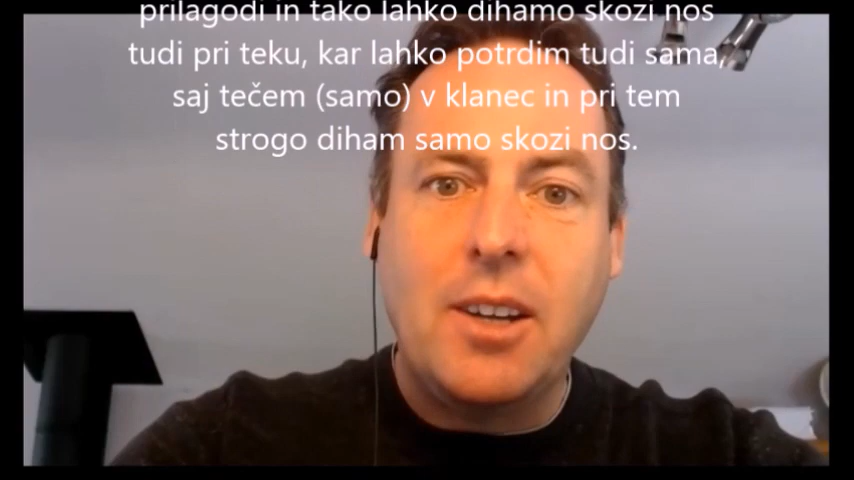 prilagodi in tako lahko dihamo skozi nos
tudi pri teku, kar lahko potrdim tudi sama,
saj tečem (samo) v klanec in pri tem
strogo diham samo skozi nos.